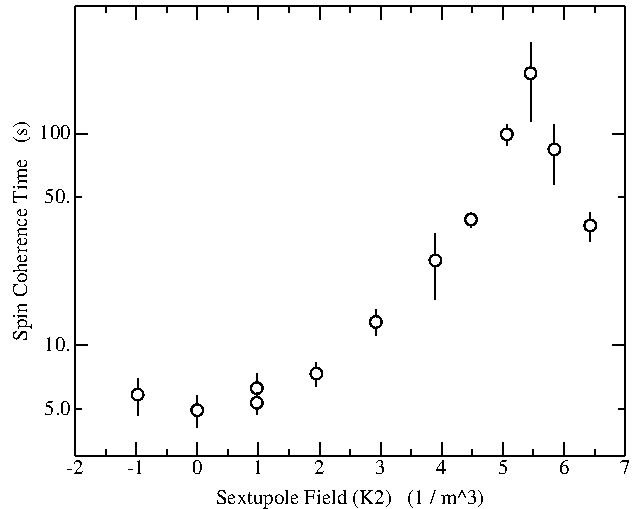 Spin Coherence Time (s)
100
50.
10.
5.0
-2 -1 0 1 2 3 4 5 6 7
Sextupole Field (K2) (1 / m^3)